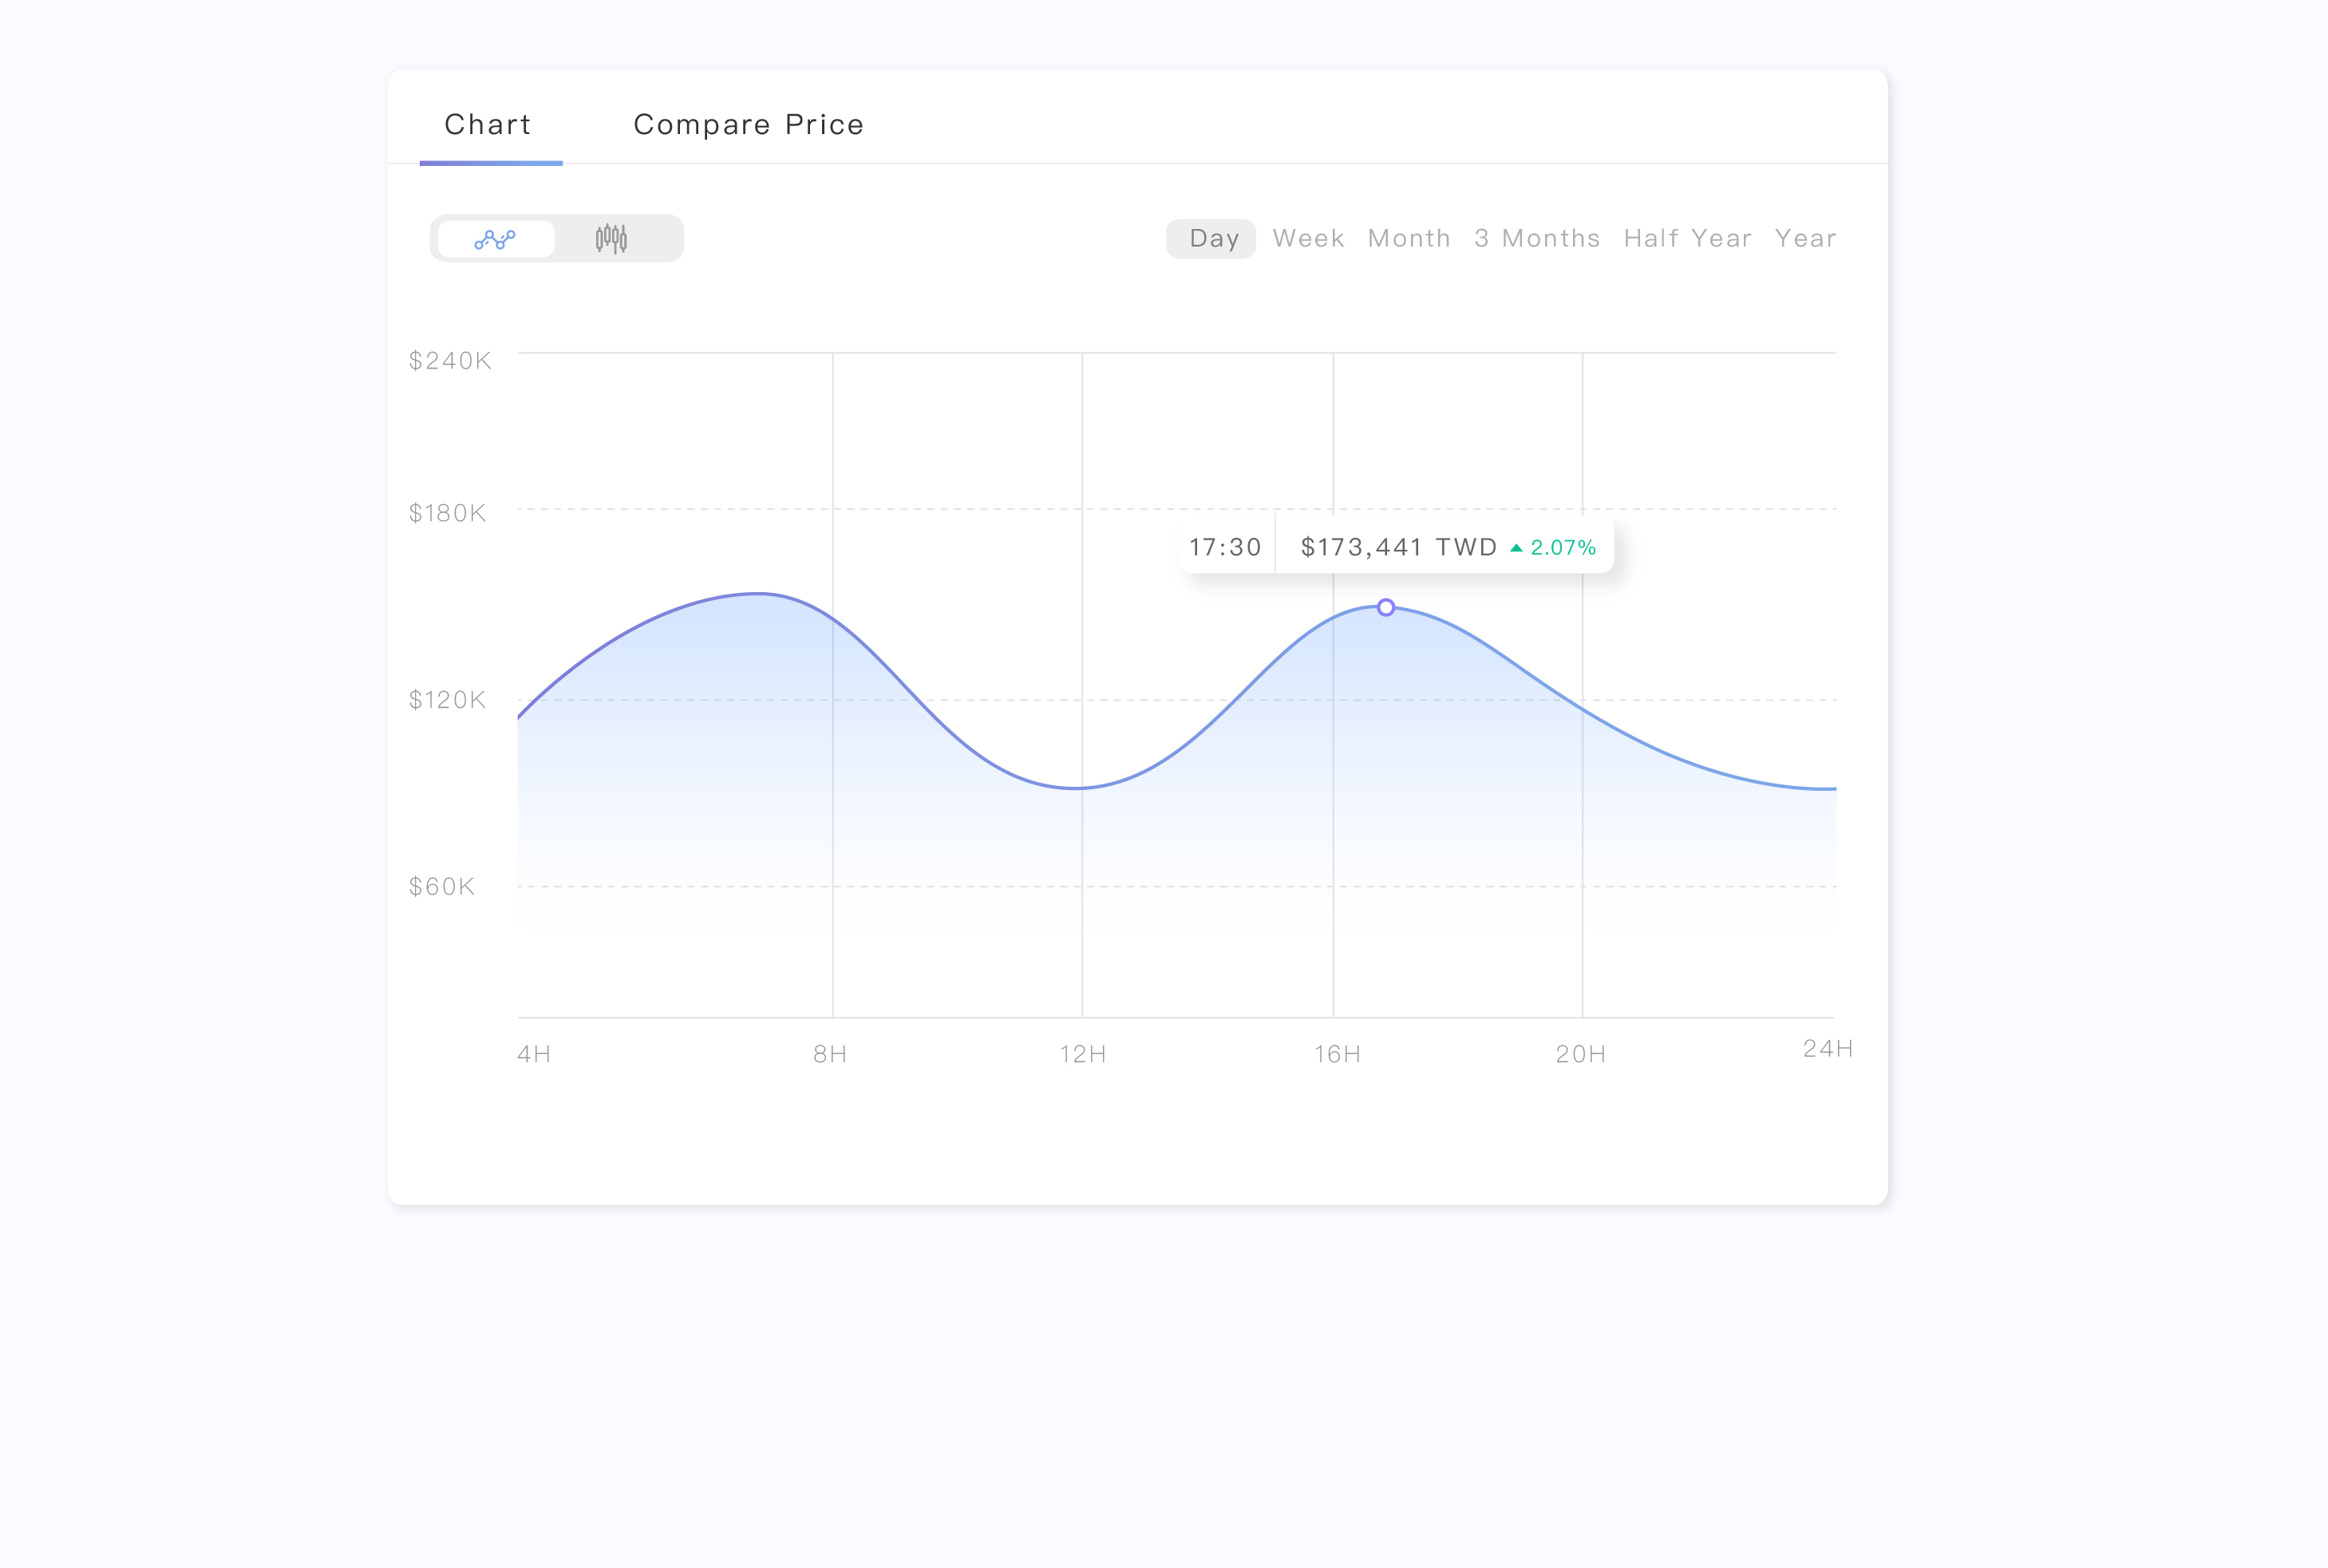 Chart Compare Price
Day Week Month 3 Months Half Year Year
$240K
$180K
17:30 $173,441 TWD 2.07%
$120K
$60K
4H 8H 12H 16H 20H 24H